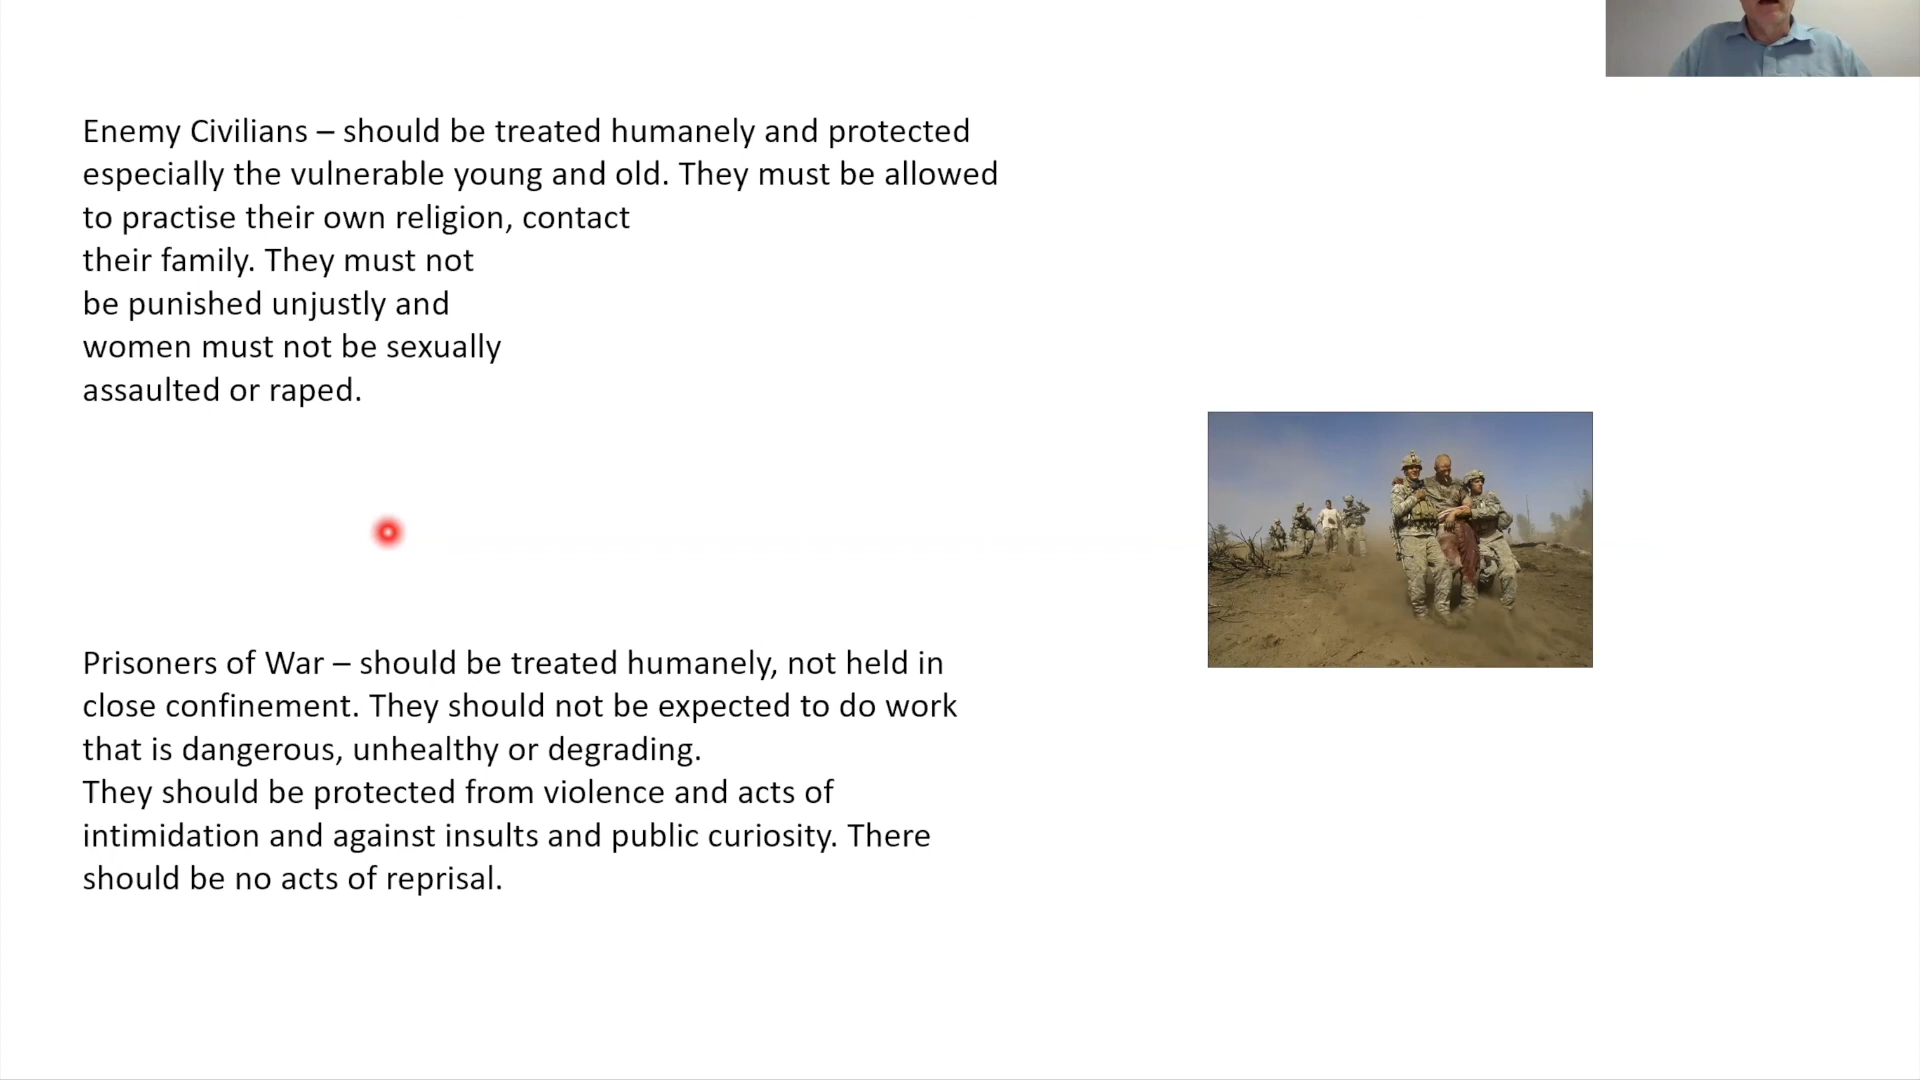 Enemy Civilians – should be treated humanely and protected
especially the vulnerable young and old. They must be allowed
to practise their own religion, contact
their family. They must not
be punished unjustly and
women must not be sexually
assaulted or raped.
Prisoners of War – should be treated humanely, not held in
close confinement. They should not be expected to do work
that is dangerous, unhealthy or degrading.
They should be protected from violence and acts of
intimidation and against insults and public curiosity. There
should be no acts of reprisal.